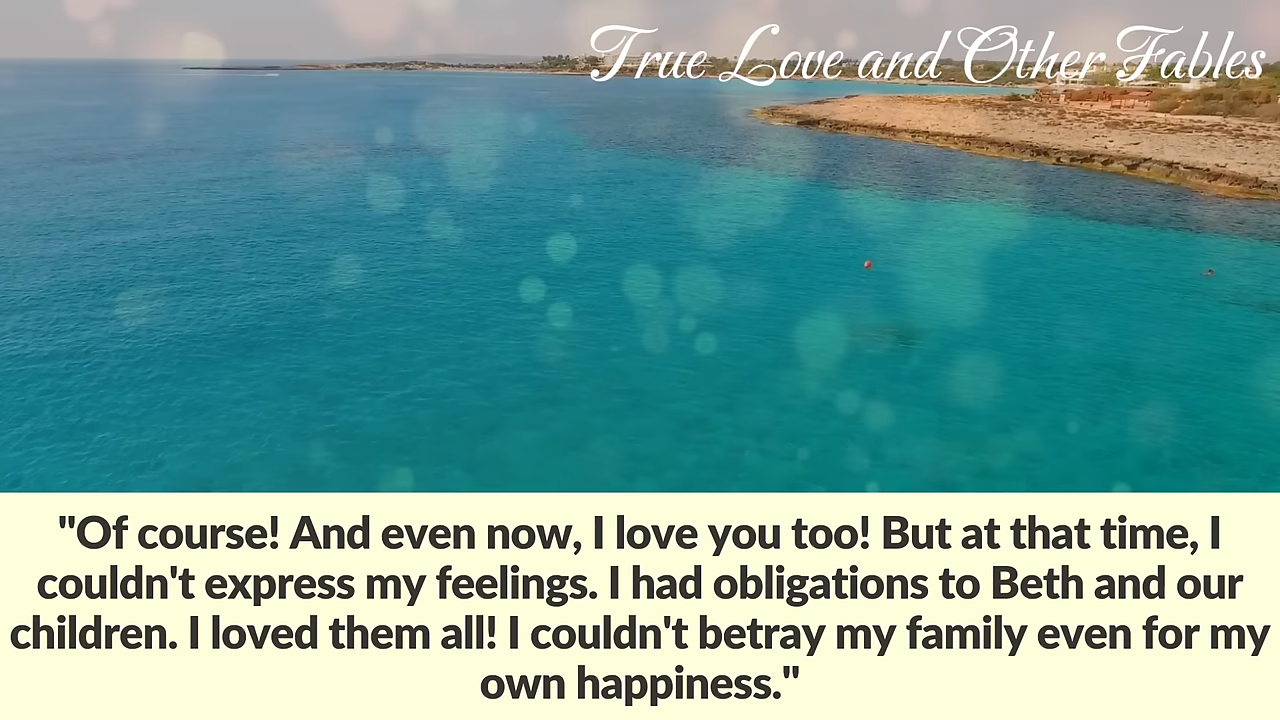 True Love and Other Fables
"Of course! And even now, I love you too! But at that time, I
couldn't express my feelings. I had obligations to Beth and our
children. I loved them all! I couldn't betray my family even for my
own happiness."